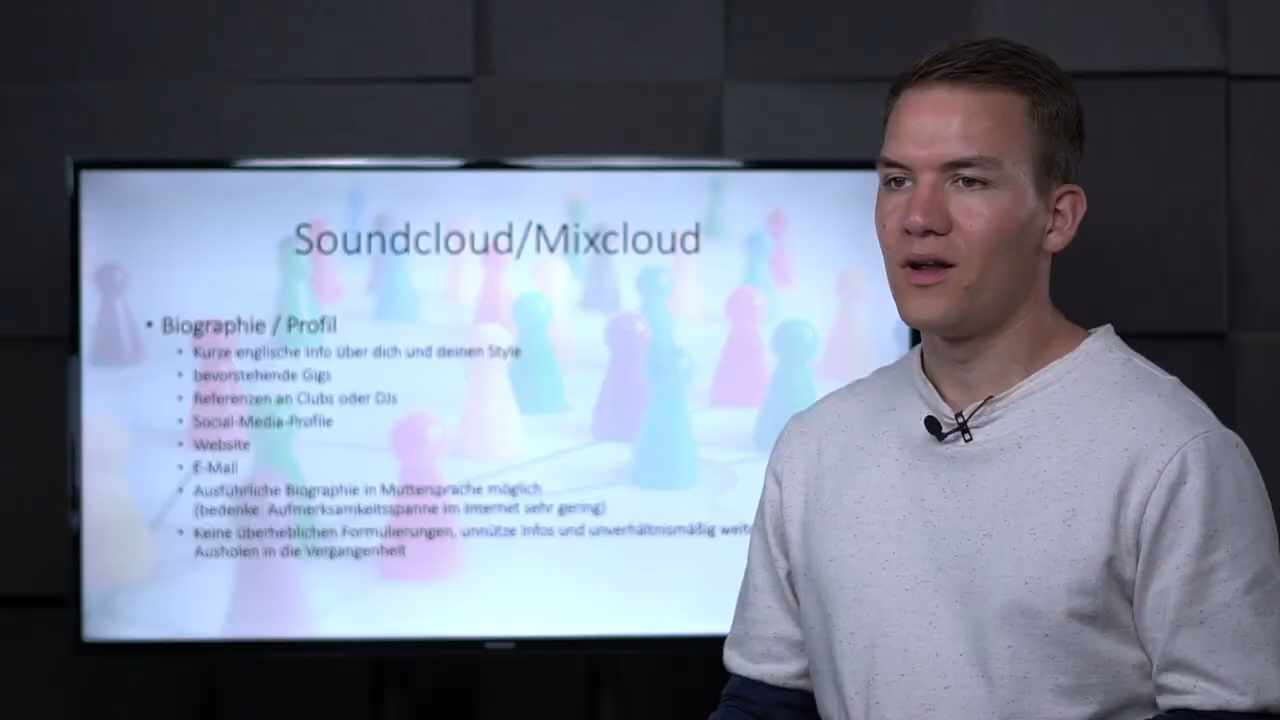 Soundcloud/Mixcloud
• Biographie / Profil
• Kurze englische Info über dich und deinen Style
• bevorstehende Gigs
• Referenzen an Clubs oder DJs
• Social-Media-Profile
• Website
• E-Mail
• Ausführliche Biographie in Muttersprache möglich
(bedenke: Aufmerksamkeitsspanne im Internet sehr gering)
• Keine überheblichen Formulierungen, unnütze Infos und unverhältnismäßig weite
Ausholen in die Vergangenheit